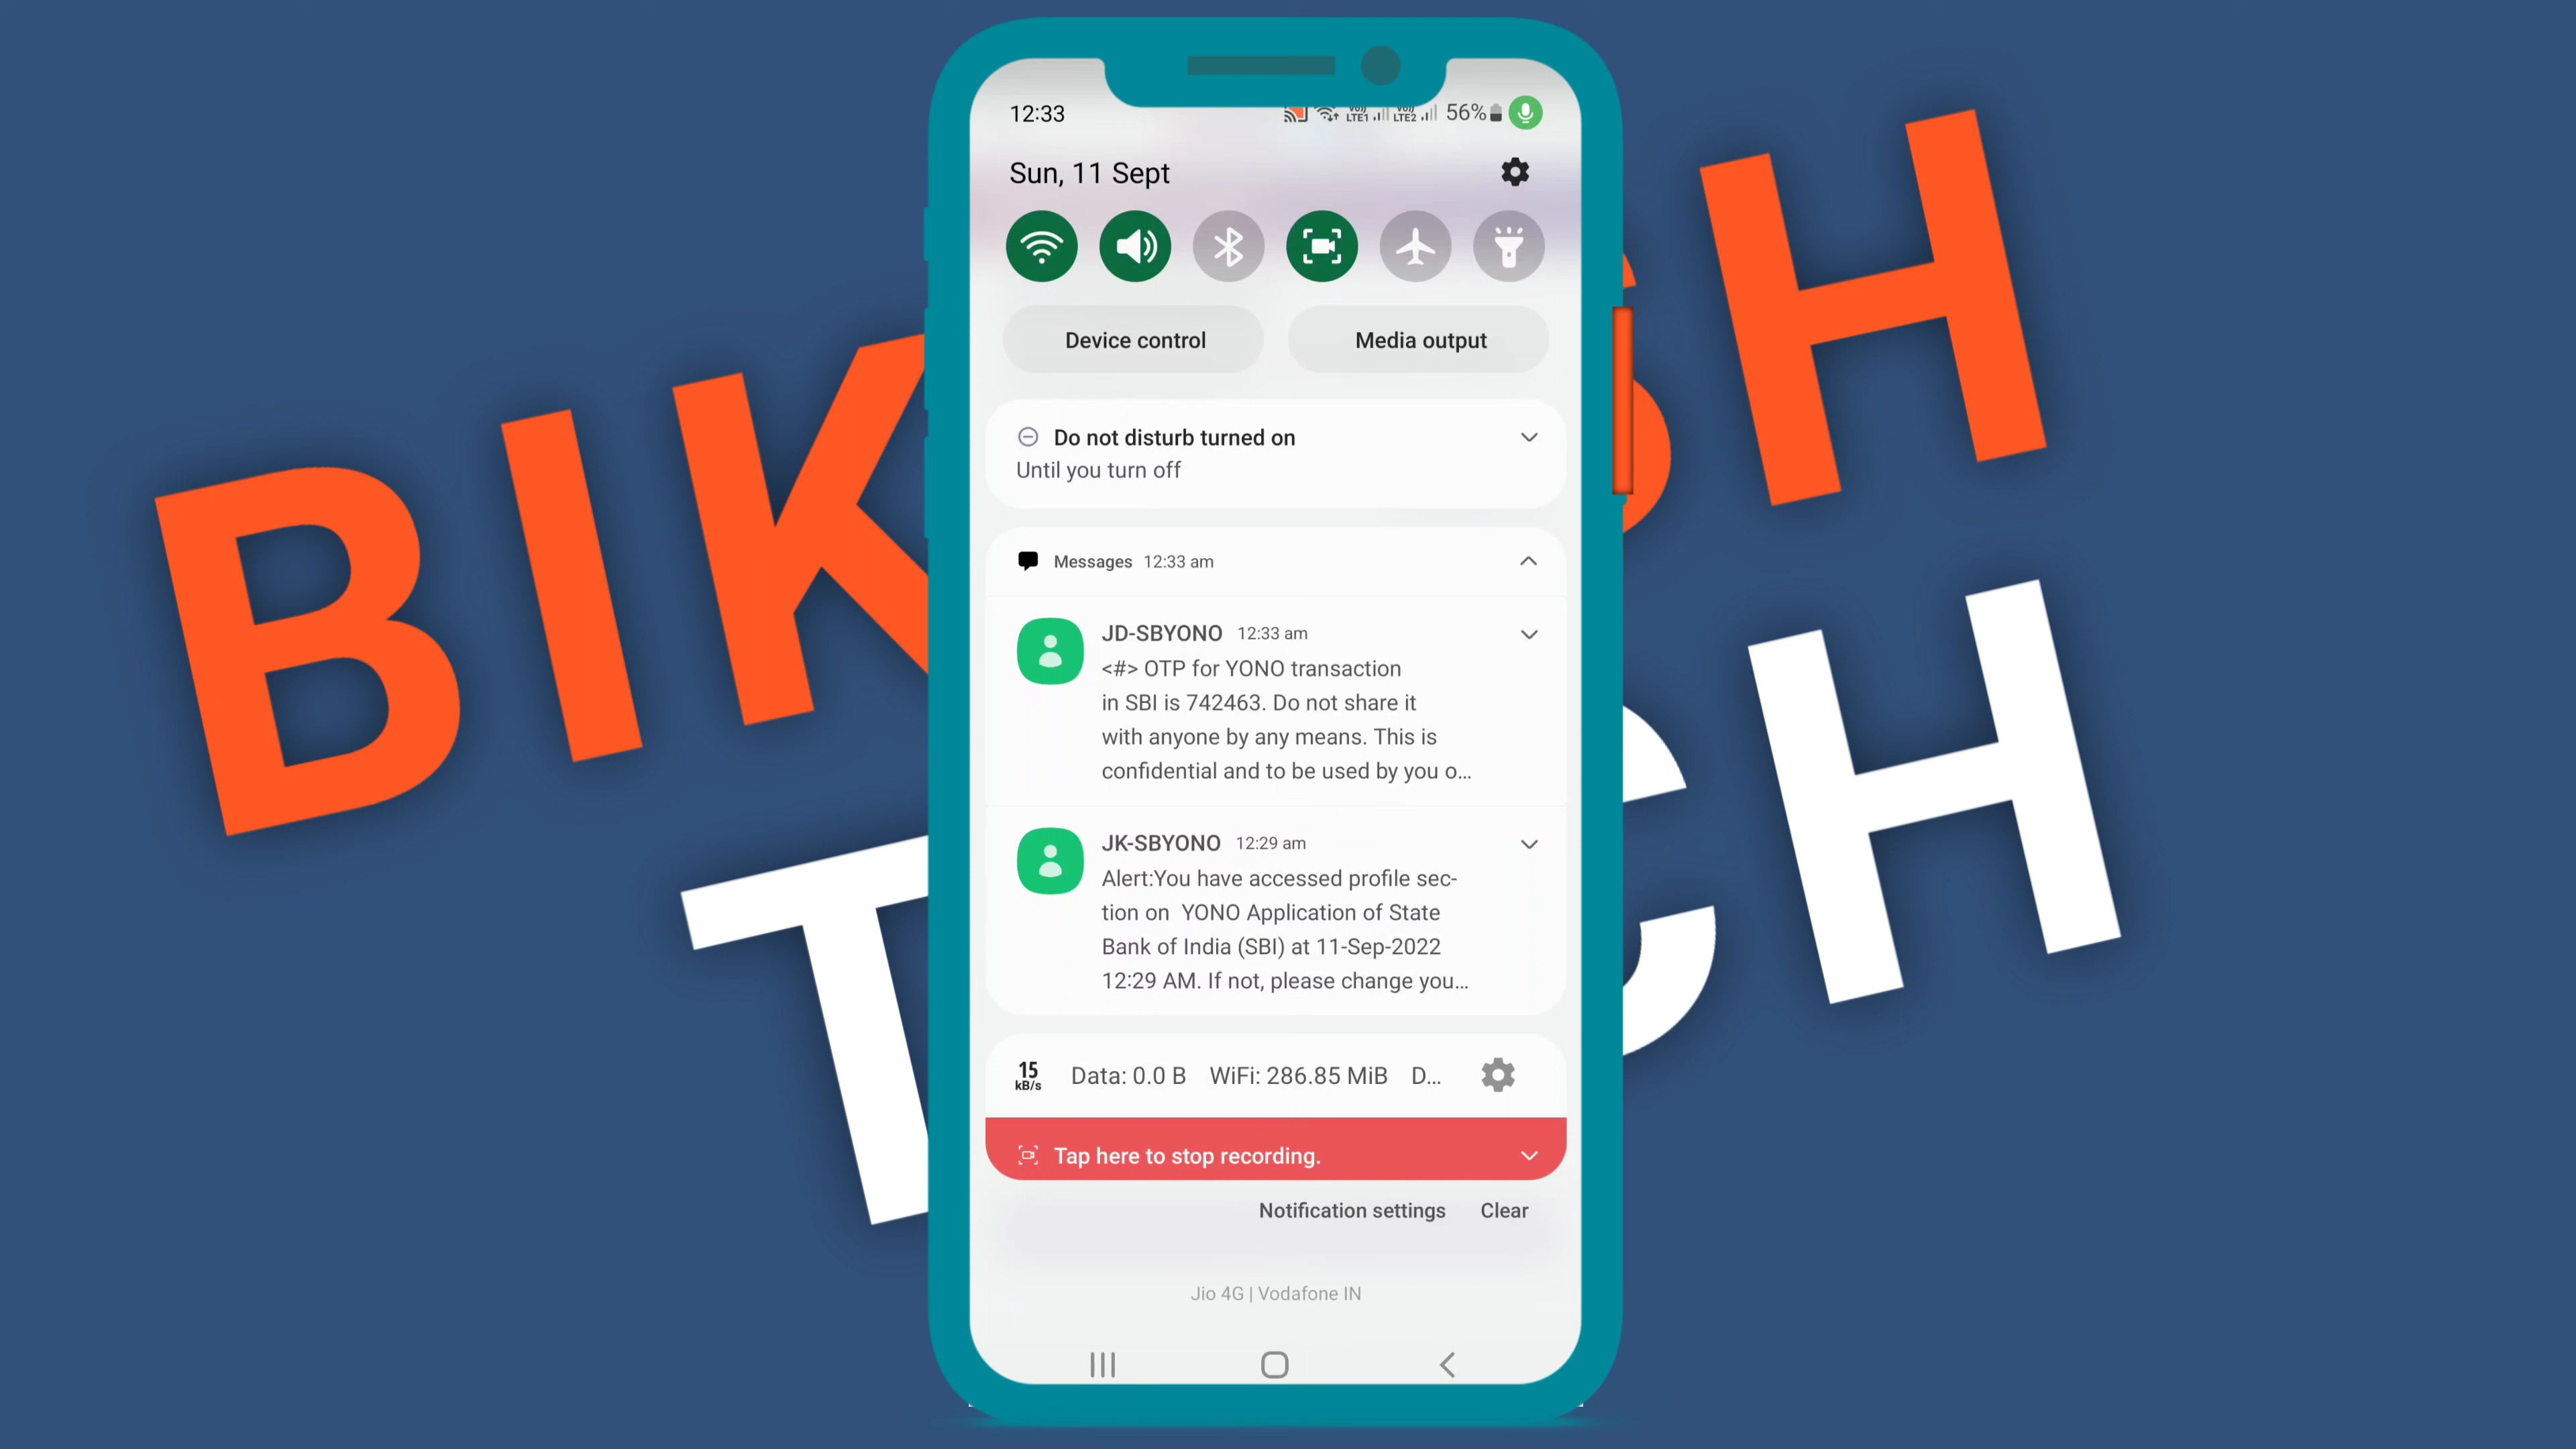 12:33
LTE1 LTE2 56%
Sun, 11 Sept
Device control
Media output
Do not disturb turned on
Until you turn off
Messages 12:33 am
JD-SBYONO 12:33 am
<#> OTP for YONO transaction
in SBI is 742463. Do not share it
with anyone by any means. This is
confidential and to be used by you o...
JK-SBYONO 12:29 am
Alert:You have accessed profile sec-
tion on YONO Application of State
Bank of India (SBI) at 11-Sep-2022
12:29 AM. If not, please change you...
15
kB/s
Data: 0.0 B WiFi: 286.85 MiB D...
Tap here to stop recording.
Notification settings Clear
Jio 4G | Vodafone IN